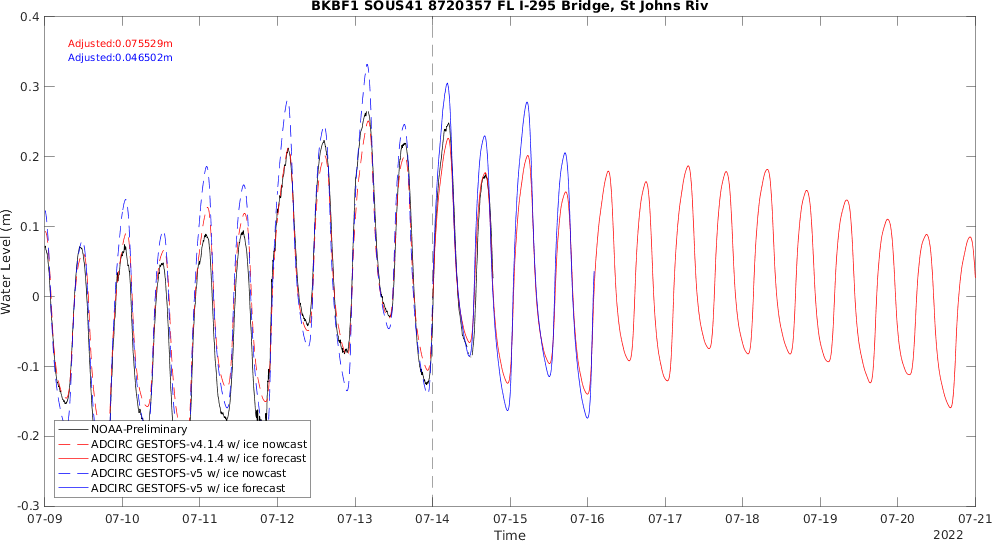 BKBF1 SOUS41 8720357 FL I-295 Bridge, St Johns Riv
Adjusted:0.075529m
Adjusted:0.046502m
Water Level (m)
0.4
0.3
0.2
0.1
0
-0.1
-0.2
-0.3
NOAA-Preliminary
ADCIRC GESTOFS-v4.1.4 w/ ice nowcast
ADCIRC GESTOFS-v4.1.4 w/ ice forecast
ADCIRC GESTOFS-v5 w/ ice nowcast
ADCIRC GESTOFS-v5 w/ ice forecast
07-09 07-10 07-11 07-12 07-13 07-14 07-15 07-16 07-17 07-18 07-19 07-20 07-21
Time
2022